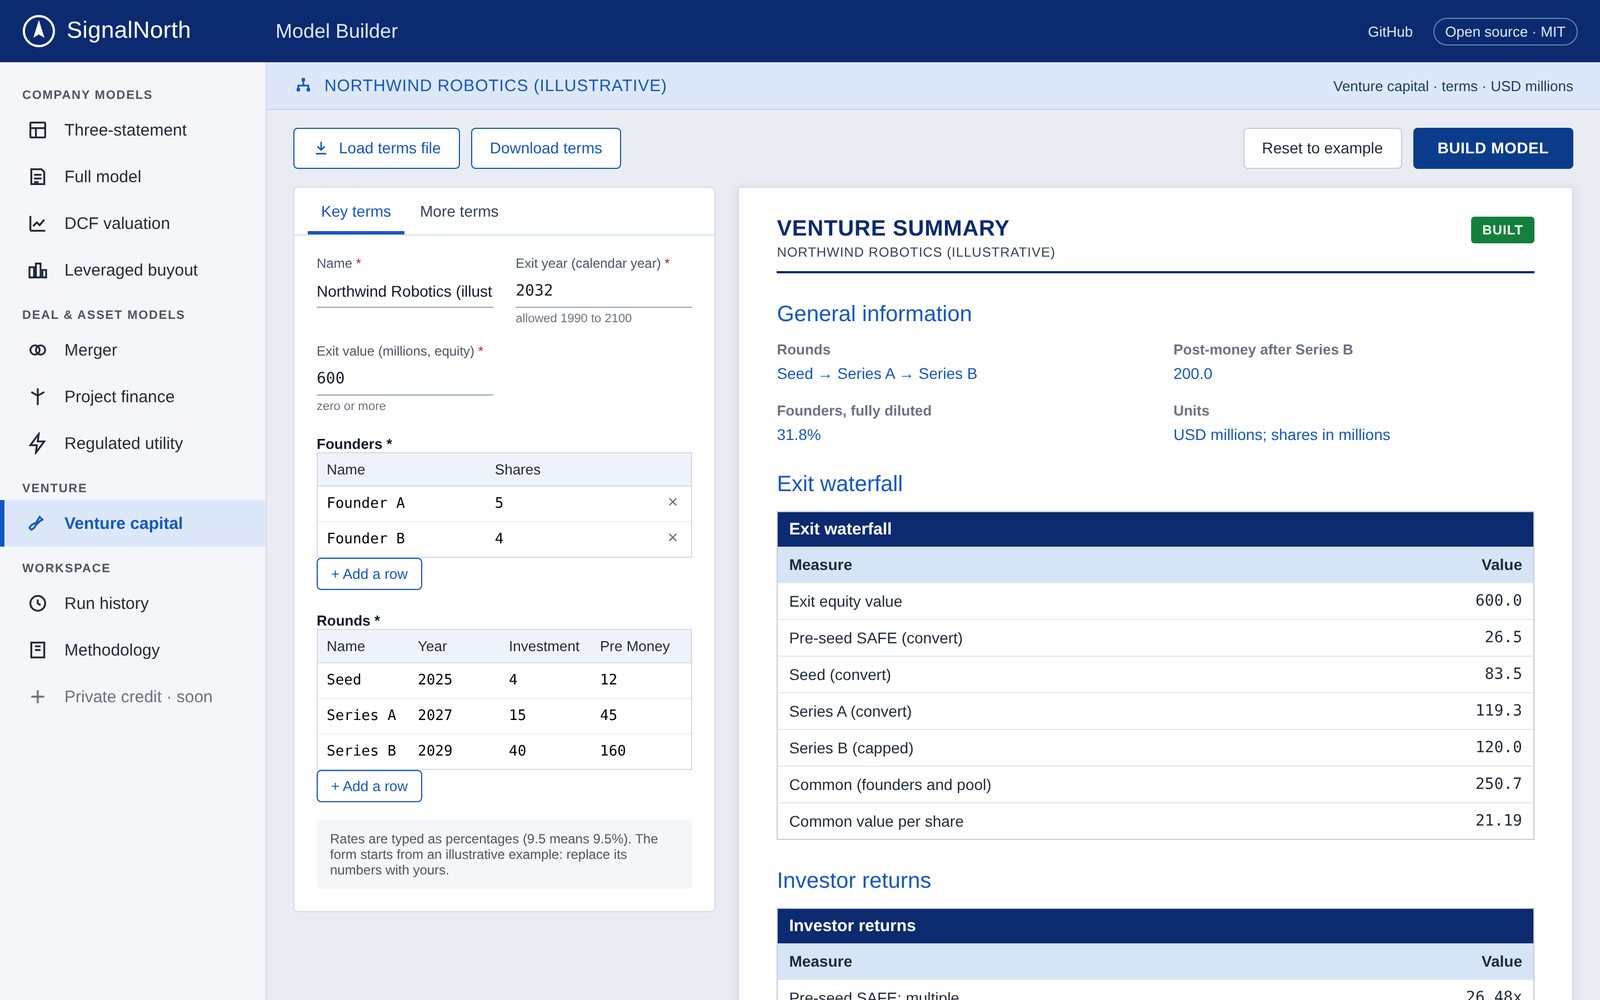 SignalNorth
Model Builder
GitHub
Open source · MIT
COMPANY MODELS
Three-statement
Full model
DCF valuation
Leveraged buyout
DEAL & ASSET MODELS
Merger
Project finance
Regulated utility
VENTURE
Venture capital
WORKSPACE
Run history
Methodology
Private credit · soon
NORTHWIND ROBOTICS (ILLUSTRATIVE)
Venture capital · terms · USD millions
Load terms file
Download terms
Reset to example
BUILD MODEL
Key terms
More terms
Name *
Northwind Robotics (illust
Exit year (calendar year) *
2032
allowed 1990 to 2100
Exit value (millions, equity) *
600
zero or more
Founders *
Name Shares
Founder A 5 ×
Founder B 4 ×
+ Add a row
Rounds *
Name Year Investment Pre Money
Seed 2025 4 12
Series A 2027 15 45
Series B 2029 40 160
+ Add a row
Rates are typed as percentages (9.5 means 9.5%). The
form starts from an illustrative example: replace its
numbers with yours.
VENTURE SUMMARY
BUILT
NORTHWIND ROBOTICS (ILLUSTRATIVE)
General information
Rounds
Seed → Series A → Series B
Post-money after Series B
200.0
Founders, fully diluted
31.8%
Units
USD millions; shares in millions
Exit waterfall
Exit waterfall
Measure Value
Exit equity value 600.0
Pre-seed SAFE (convert) 26.5
Seed (convert) 83.5
Series A (convert) 119.3
Series B (capped) 120.0
Common (founders and pool) 250.7
Common value per share 21.19
Investor returns
Investor returns
Measure Value
Pre-seed SAFE: multiple 26.48x